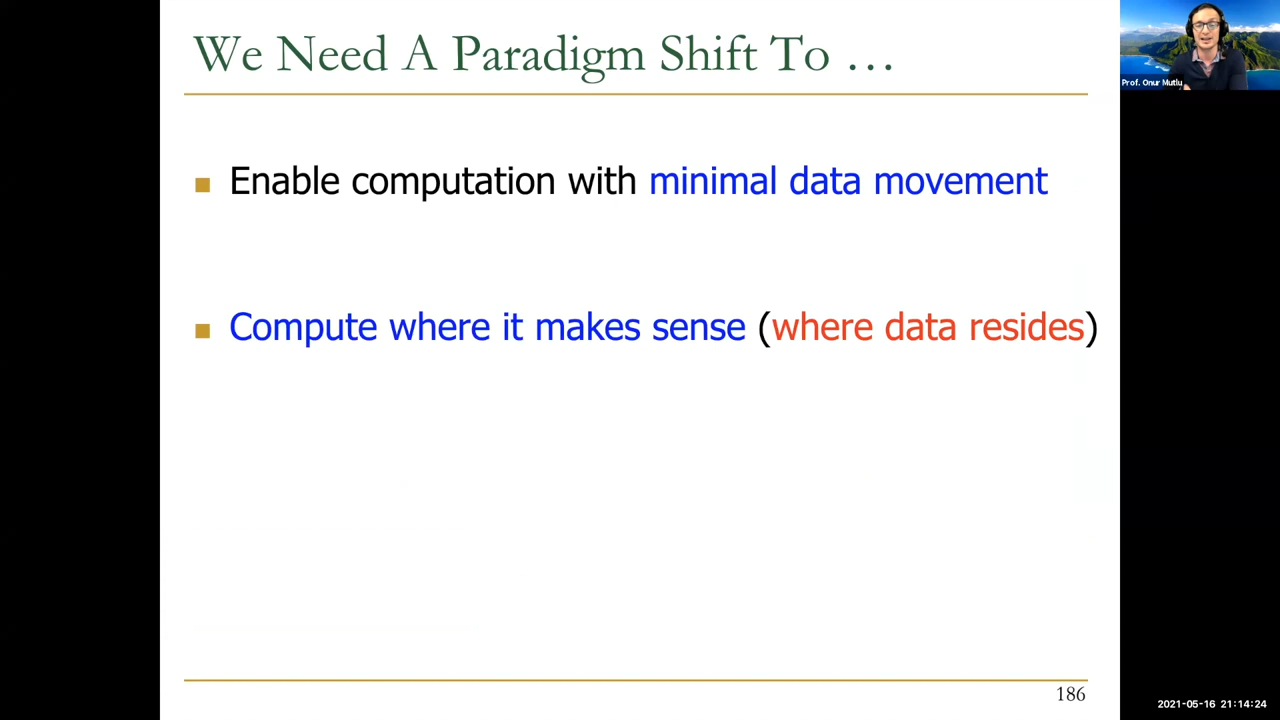 We Need A Paradigm Shift To …
Prof. Onur Mutlu
Enable computation with minimal data movement
Compute where it makes sense (where data resides)
186
2021-05-16 21:14:24